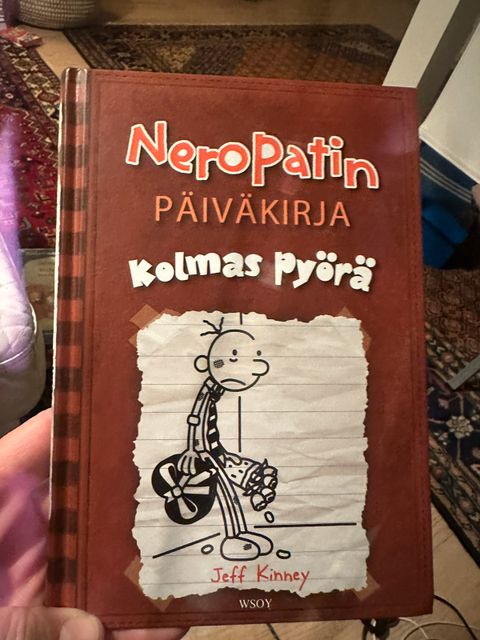 Neropatin
PÄIVÄKIRJA
Kolmas pyörä
Jeff Kinney
WSOY